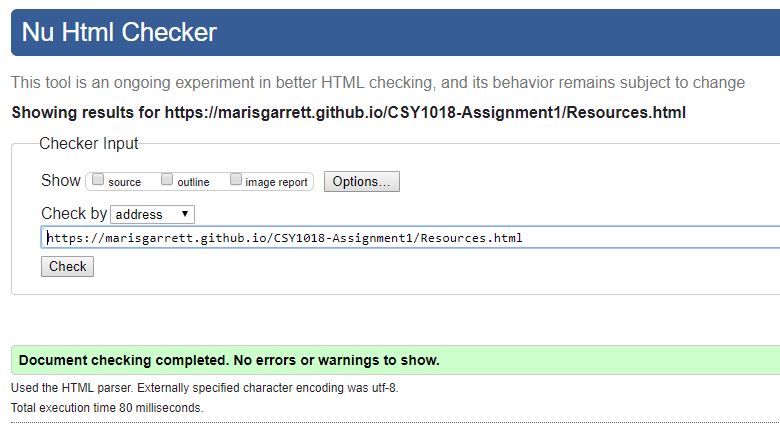 Nu Html Checker
This tool is an ongoing experiment in better HTML checking, and its behavior remains subject to change
Showing results for https://marisgarrett.github.io/CSY1018-Assignment1/Resources.html
Checker Input
Show source outline image report Options...
Check by address
https://marisgarrett.github.io/CSY1018-Assignment1/Resources.html
Check
Document checking completed. No errors or warnings to show.
Used the HTML parser. Externally specified character encoding was utf-8.
Total execution time 80 milliseconds.